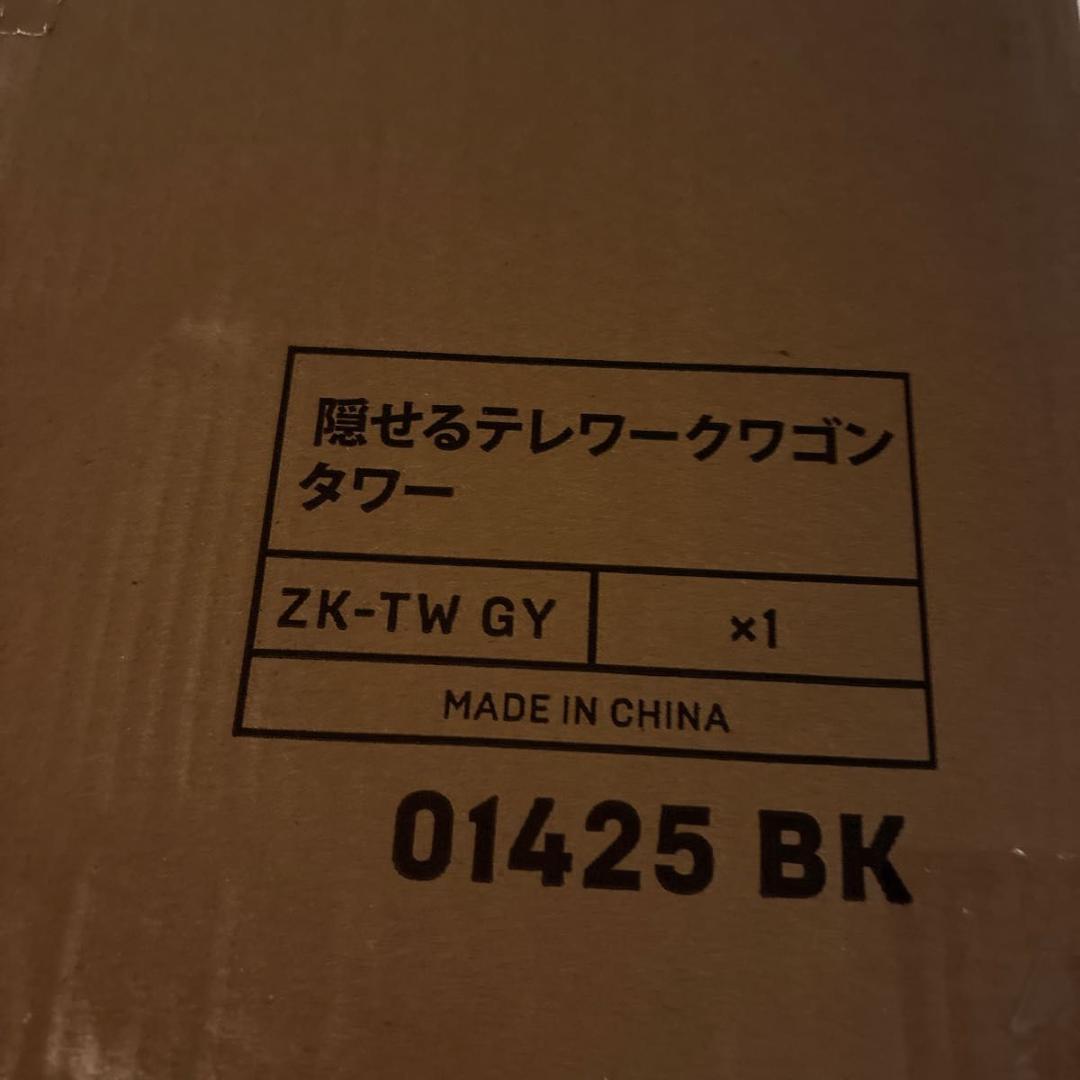 隠せるテレワークワゴン
タワー
ZK-TW GY
×1
MADE IN CHINA
01425 BK